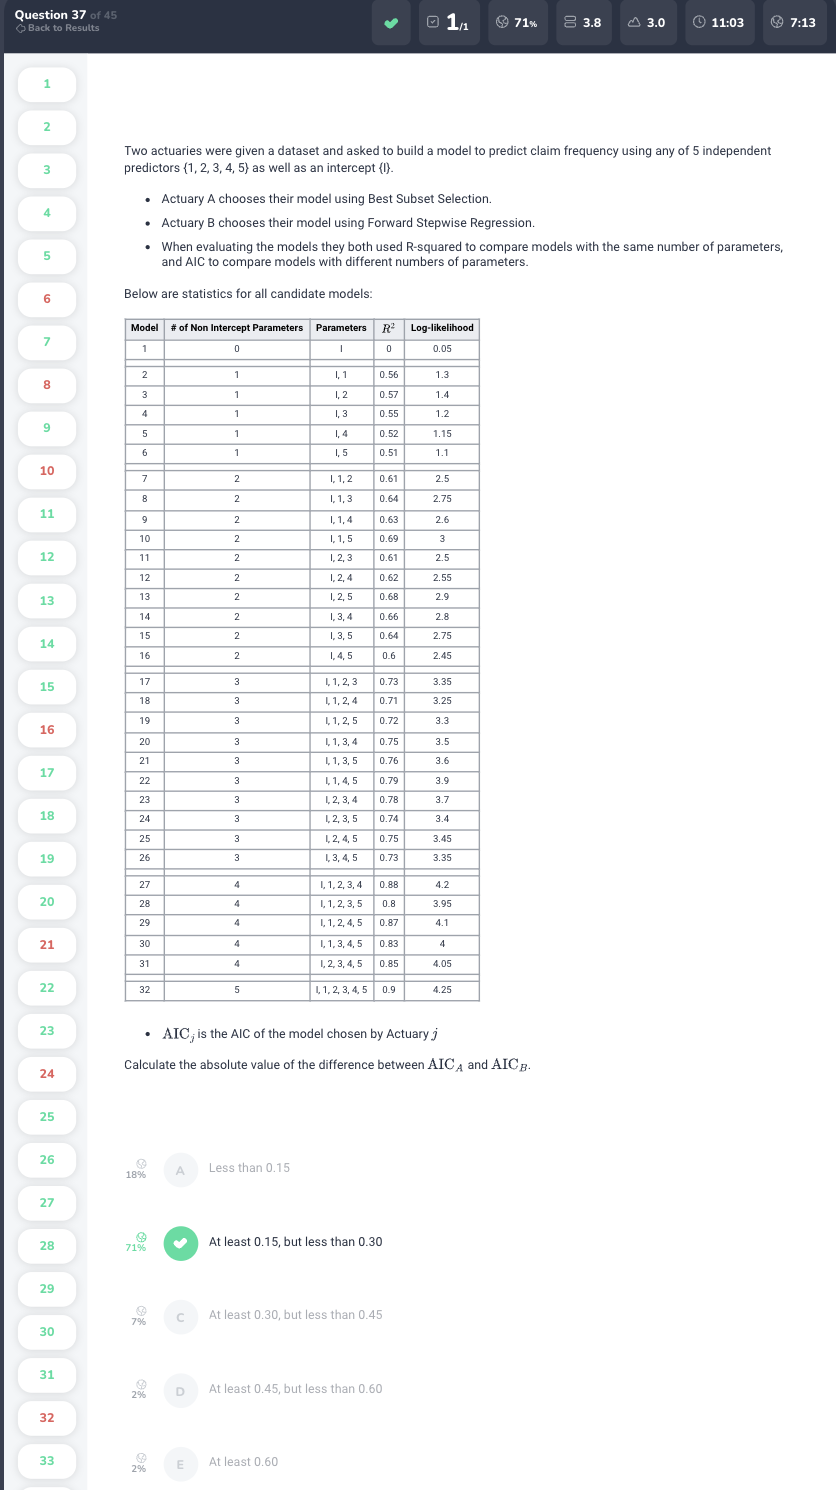 Question 37 of 45
Back to Results
1/1
71%
3.8
3.0
11:03
7:13
1
2
3
4
5
6
7
8
9
10
11
12
13
14
15
16
17
18
19
20
21
22
23
24
25
26
27
28
29
30
31
32
33
Two actuaries were given a dataset and asked to build a model to predict claim frequency using any of 5 independent
predictors {1, 2, 3, 4, 5} as well as an intercept {I}.
• Actuary A chooses their model using Best Subset Selection.
• Actuary B chooses their model using Forward Stepwise Regression.
• When evaluating the models they both used R-squared to compare models with the same number of parameters,
and AIC to compare models with different numbers of parameters.
Below are statistics for all candidate models:
Model # of Non Intercept Parameters Parameters R² Log-likelihood
1 0 I 0 0.05
2 1 I, 1 0.56 1.3
3 1 I, 2 0.57 1.4
4 1 I, 3 0.55 1.2
5 1 I, 4 0.52 1.15
6 1 I, 5 0.51 1.1
7 2 I, 1, 2 0.61 2.5
8 2 I, 1, 3 0.64 2.75
9 2 I, 1, 4 0.63 2.6
10 2 I, 1, 5 0.69 3
11 2 I, 2, 3 0.61 2.5
12 2 I, 2, 4 0.62 2.55
13 2 I, 2, 5 0.68 2.9
14 2 I, 3, 4 0.66 2.8
15 2 I, 3, 5 0.64 2.75
16 2 I, 4, 5 0.6 2.45
17 3 I, 1, 2, 3 0.73 3.35
18 3 I, 1, 2, 4 0.71 3.25
19 3 I, 1, 2, 5 0.72 3.3
20 3 I, 1, 3, 4 0.75 3.5
21 3 I, 1, 3, 5 0.76 3.6
22 3 I, 1, 4, 5 0.79 3.9
23 3 I, 2, 3, 4 0.78 3.7
24 3 I, 2, 3, 5 0.74 3.4
25 3 I, 2, 4, 5 0.75 3.45
26 3 I, 3, 4, 5 0.73 3.35
27 4 I, 1, 2, 3, 4 0.88 4.2
28 4 I, 1, 2, 3, 5 0.8 3.95
29 4 I, 1, 2, 4, 5 0.87 4.1
30 4 I, 1, 3, 4, 5 0.83 4
31 4 I, 2, 3, 4, 5 0.85 4.05
32 5 I, 1, 2, 3, 4, 5 0.9 4.25
• AIC_j is the AIC of the model chosen by Actuary j
Calculate the absolute value of the difference between AIC_A and AIC_B.
18% A Less than 0.15
71% At least 0.15, but less than 0.30
7% C At least 0.30, but less than 0.45
2% D At least 0.45, but less than 0.60
2% E At least 0.60